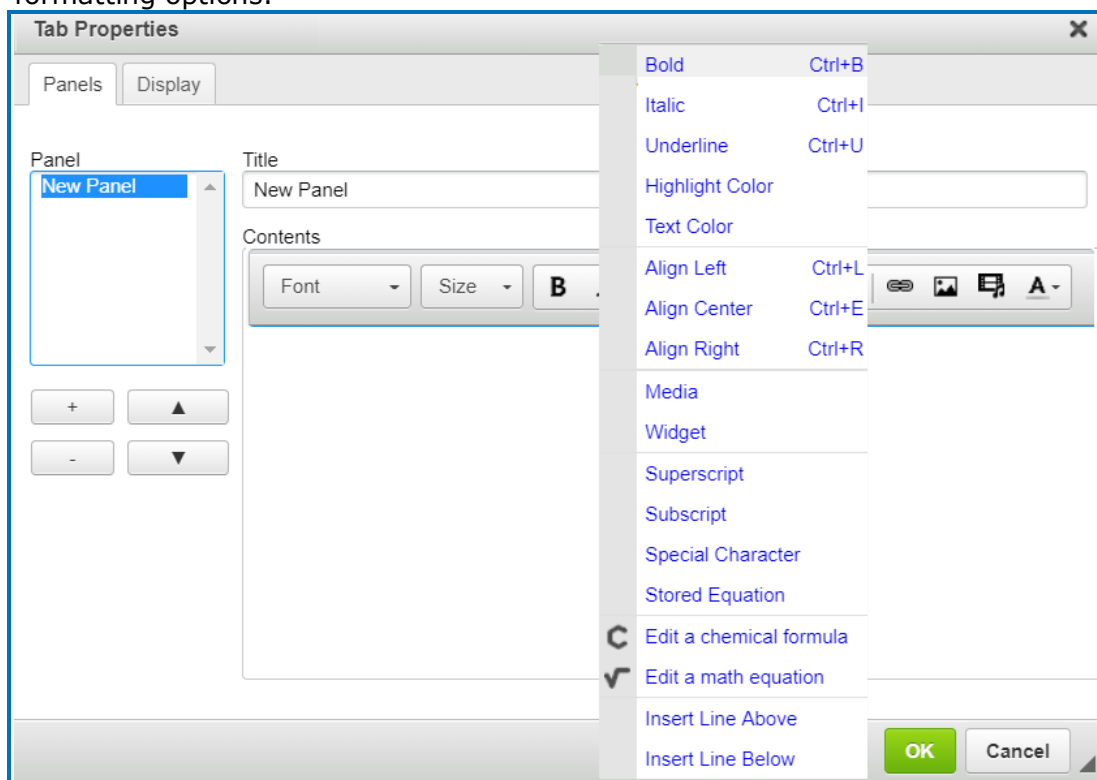 formatting options.
Tab Properties
Panels Display
Panel
New Panel
+
-
Title
New Panel
Contents
Font Size B A
Bold Ctrl+B
Italic Ctrl+I
Underline Ctrl+U
Highlight Color
Text Color
Align Left Ctrl+L
Align Center Ctrl+E
Align Right Ctrl+R
Media
Widget
Superscript
Subscript
Special Character
Stored Equation
Edit a chemical formula
Edit a math equation
Insert Line Above
Insert Line Below
OK Cancel